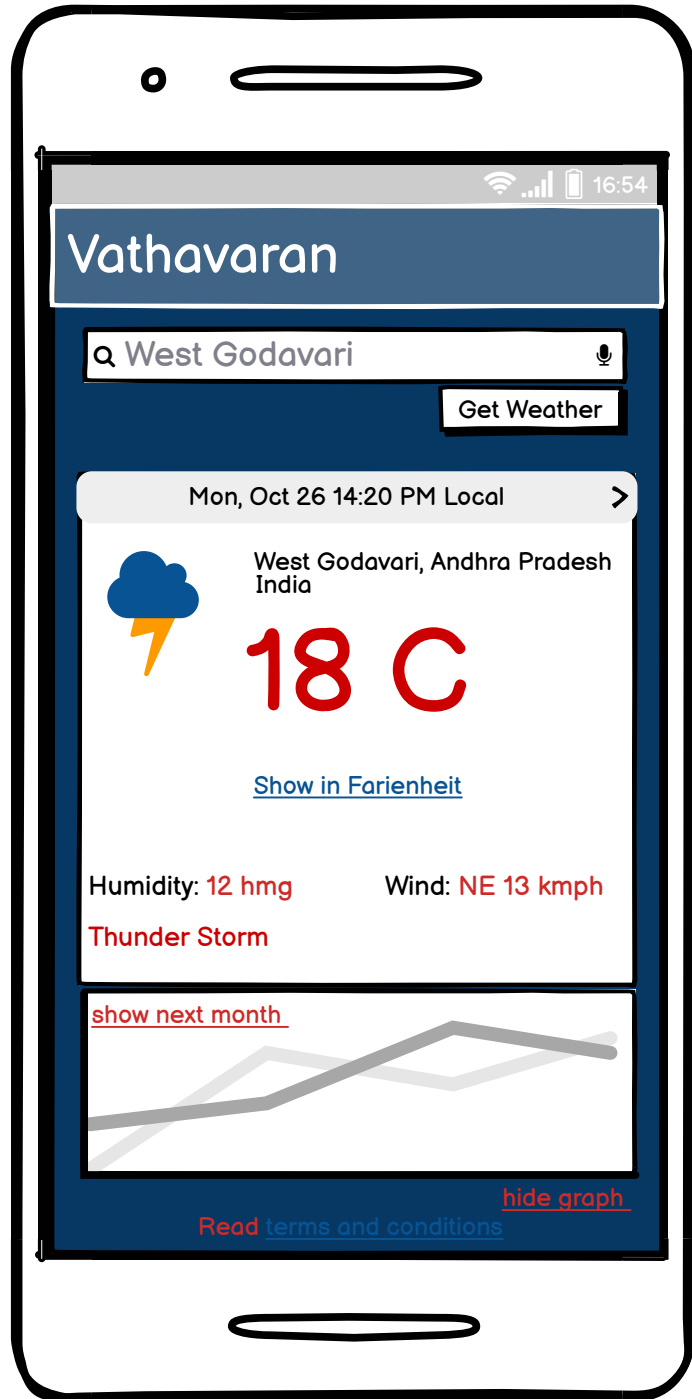 16:54
Vathavaran
West Godavari
Get Weather
Mon, Oct 26 14:20 PM Local
West Godavari, Andhra Pradesh
India
18 C
Show in Farienheit
Humidity: 12 hmg Wind: NE 13 kmph
Thunder Storm
show next month
hide graph
Read terms and conditions